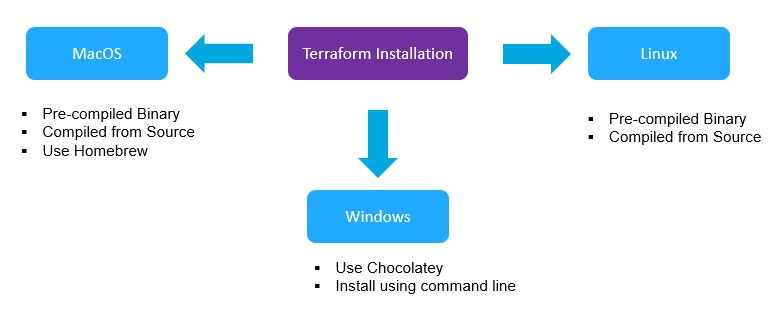 MacOS
Terraform Installation
Linux
▪ Pre-compiled Binary
▪ Compiled from Source
▪ Use Homebrew
▪ Pre-compiled Binary
▪ Compiled from Source
Windows
▪ Use Chocolatey
▪ Install using command line